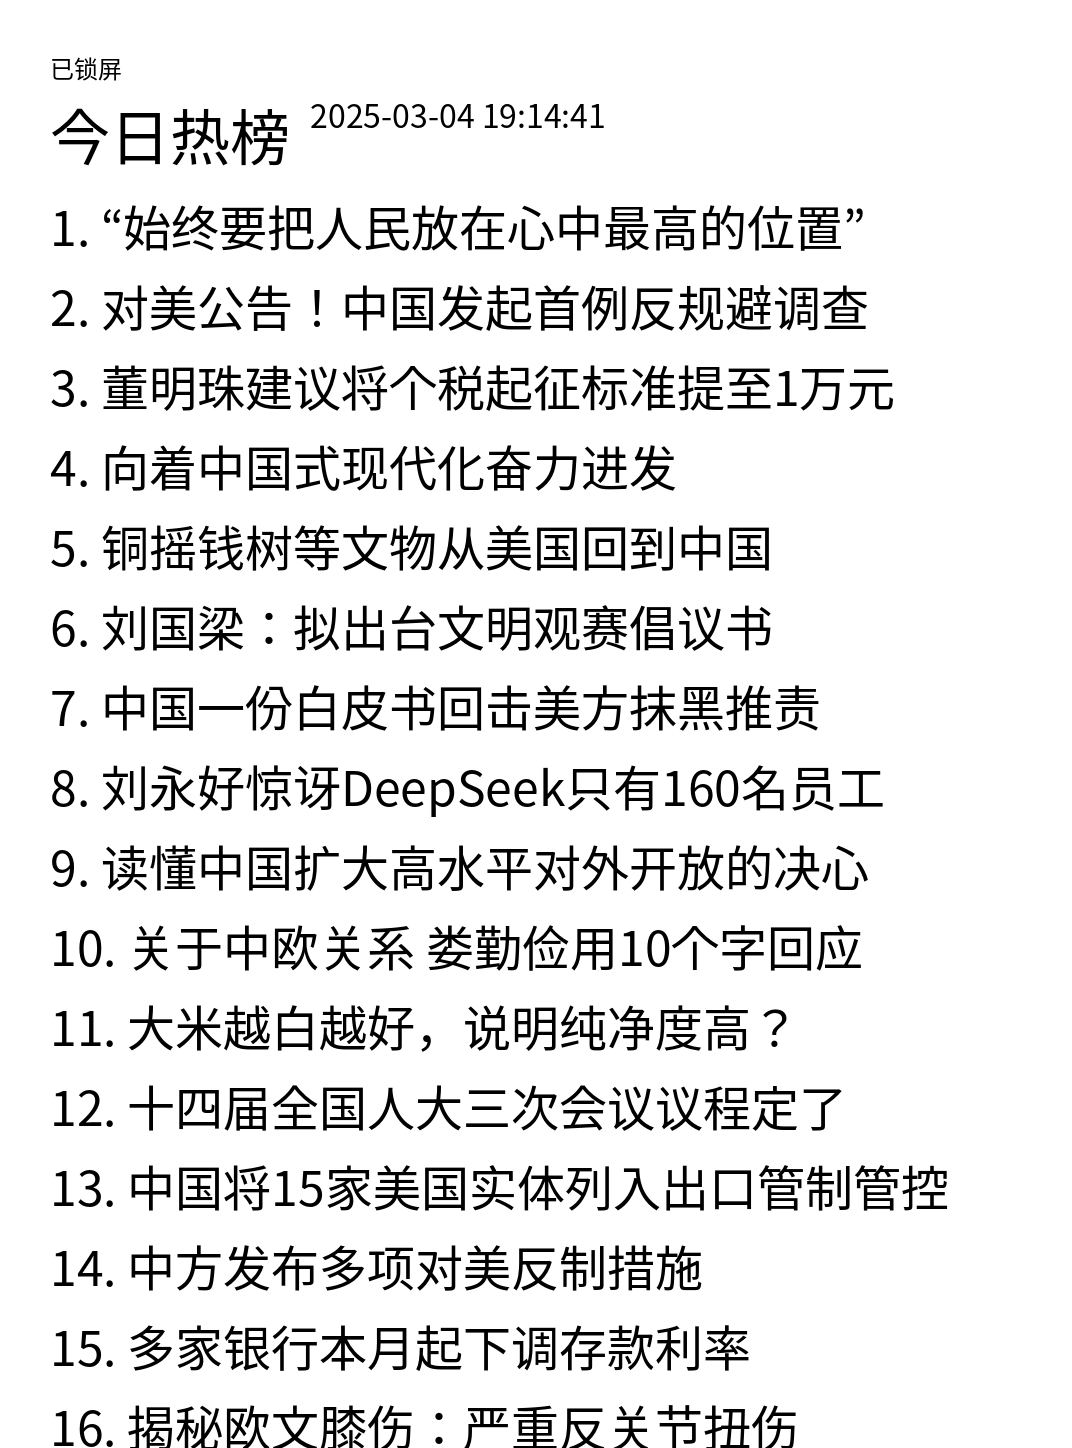 已锁屏
今日热榜 2025-03-04 19:14:41
1. “始终要把人民放在心中最高的位置”
2. 对美公告！中国发起首例反规避调查
3. 董明珠建议将个税起征标准提至1万元
4. 向着中国式现代化奋力进发
5. 铜摇钱树等文物从美国回到中国
6. 刘国梁：拟出台文明观赛倡议书
7. 中国一份白皮书回击美方抹黑推责
8. 刘永好惊讶DeepSeek只有160名员工
9. 读懂中国扩大高水平对外开放的决心
10. 关于中欧关系 娄勤俭用10个字回应
11. 大米越白越好，说明纯净度高？
12. 十四届全国人大三次会议议程定了
13. 中国将15家美国实体列入出口管制管控
14. 中方发布多项对美反制措施
15. 多家银行本月起下调存款利率
16. 揭秘欧文膝伤：严重反关节扭伤